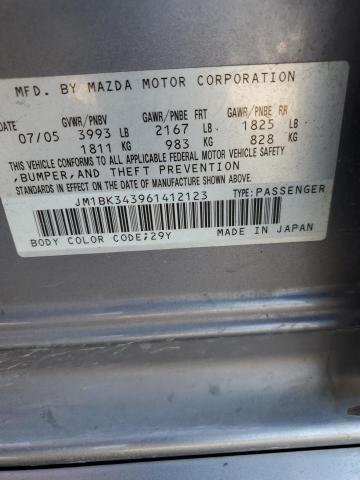 MFD. BY MAZDA MOTOR CORPORATION
DATE GVWR/PNBV GAWR/PNBE FRT GAWR/PNBE RR
07/05 3993 LB 2167 LB 1825 LB
1811 KG 983 KG 828 KG
THIS VEHICLE CONFORMS TO ALL APPLICABLE FEDERAL MOTOR VEHICLE SAFETY
,BUMPER,AND THEFT PREVENTION
STANDARDS IN EFFECT ON THE DATE OF MANUFACTURE SHOWN ABOVE.
JM1BK343961412123 TYPE:PASSENGER
BODY COLOR CODE;29Y MADE IN JAPAN